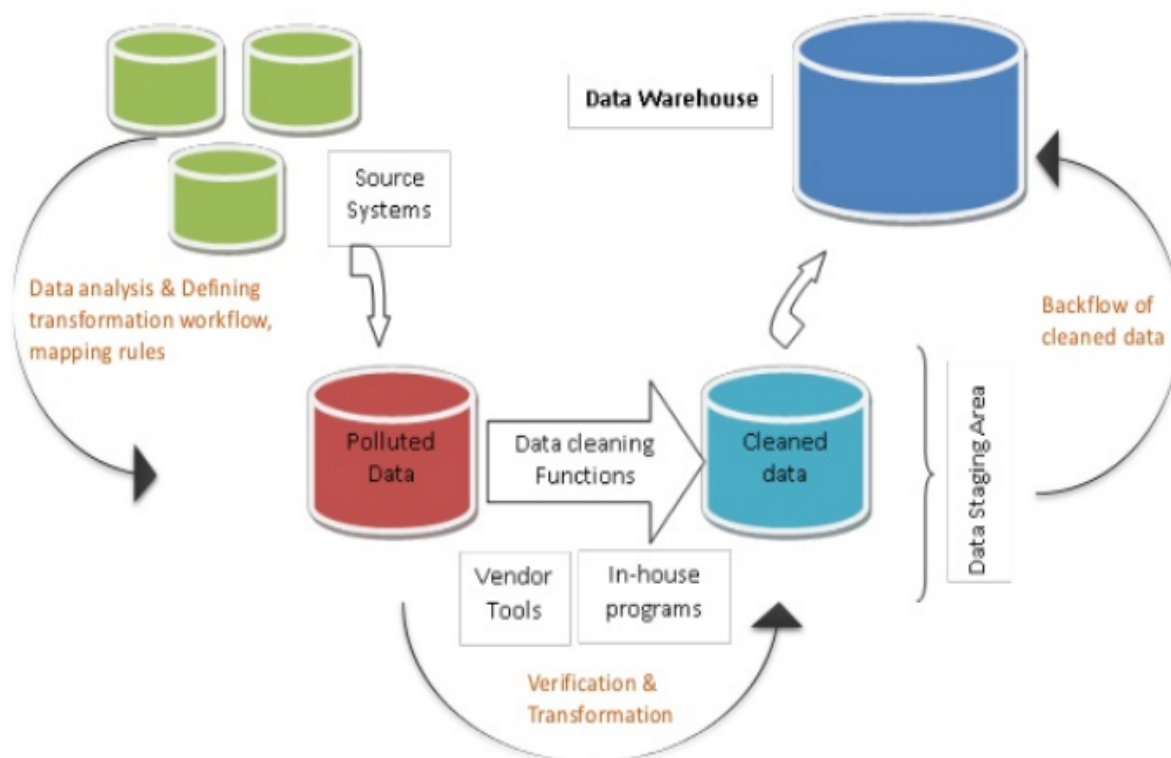 Data Warehouse
Source
Systems
Data analysis & Defining
transformation workflow,
mapping rules
Backflow of
cleaned data
Polluted
Data
Data cleaning
Functions
Cleaned
data
Data Staging Area
Vendor
Tools
In-house
programs
Verification &
Transformation